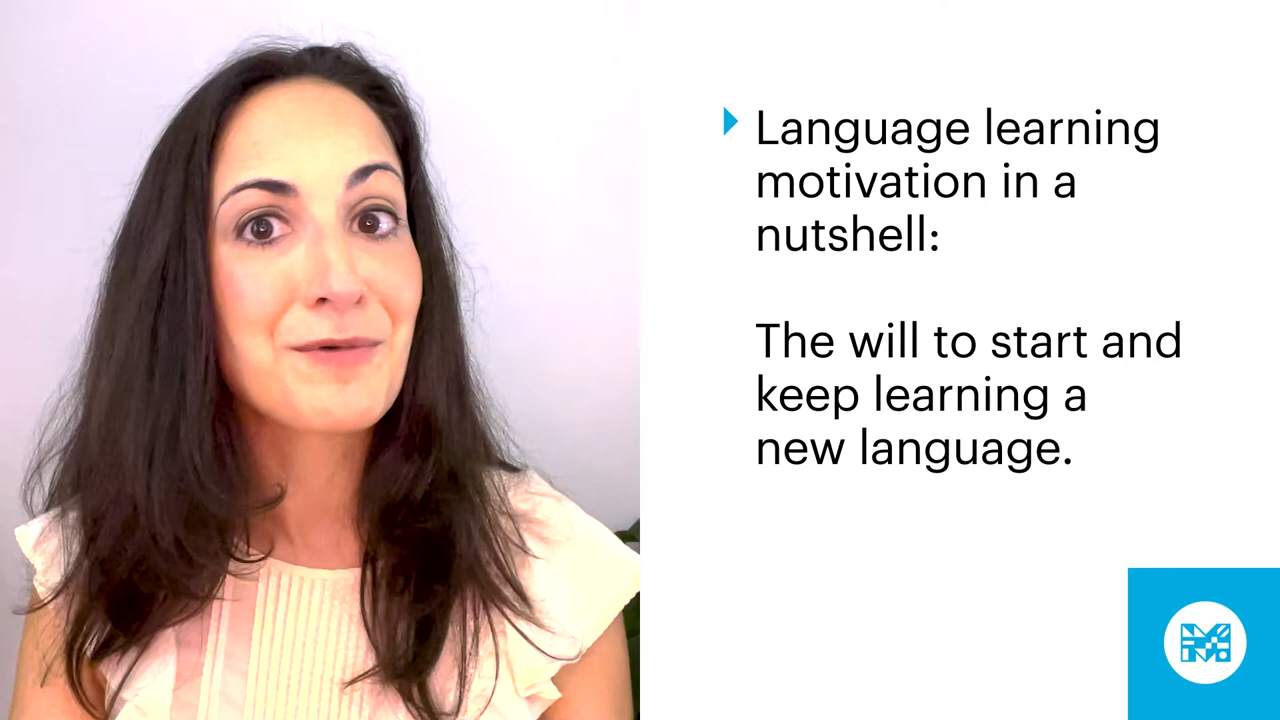 Language learning
motivation in a
nutshell:
The will to start and
keep learning a
new language.